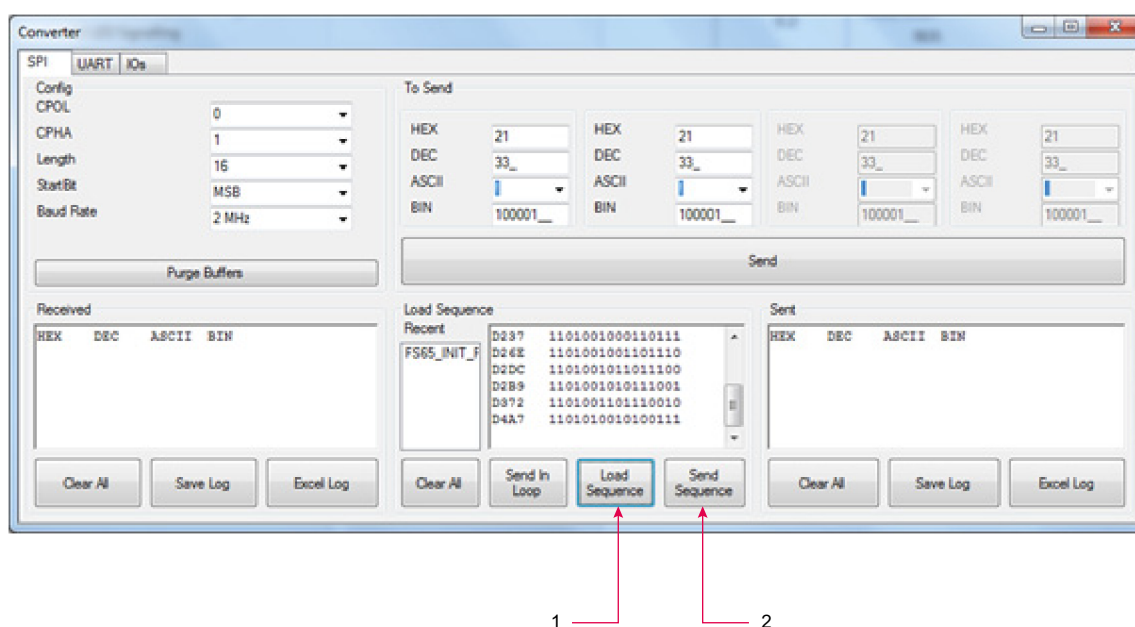 Converter
SPI UART IOs
Config
CPOL 0
CPHA 1
Length 16
StartBit MSB
Baud Rate 2 MHz
Purge Buffers
To Send
HEX 21 HEX 21 HEX 21 HEX 21
DEC 33_ DEC 33_ DEC 33_ DEC 33_
ASCII ASCII ASCII ASCII
BIN 100001__ BIN 100001__ BIN 100001__ BIN 100001__
Send
Received
HEX DEC ASCII BIN
Clear All Save Log Excel Log
Load Sequence
Recent
FS65_INIT_F
D237 1101001000110111
D26E 1101001001101110
D2DC 1101001011011100
D2B9 1101001010111001
D372 1101001101110010
D4A7 1101010010100111
Clear All Send In Loop Load Sequence Send Sequence
Sent
HEX DEC ASCII BIN
Clear All Save Log Excel Log
1 2